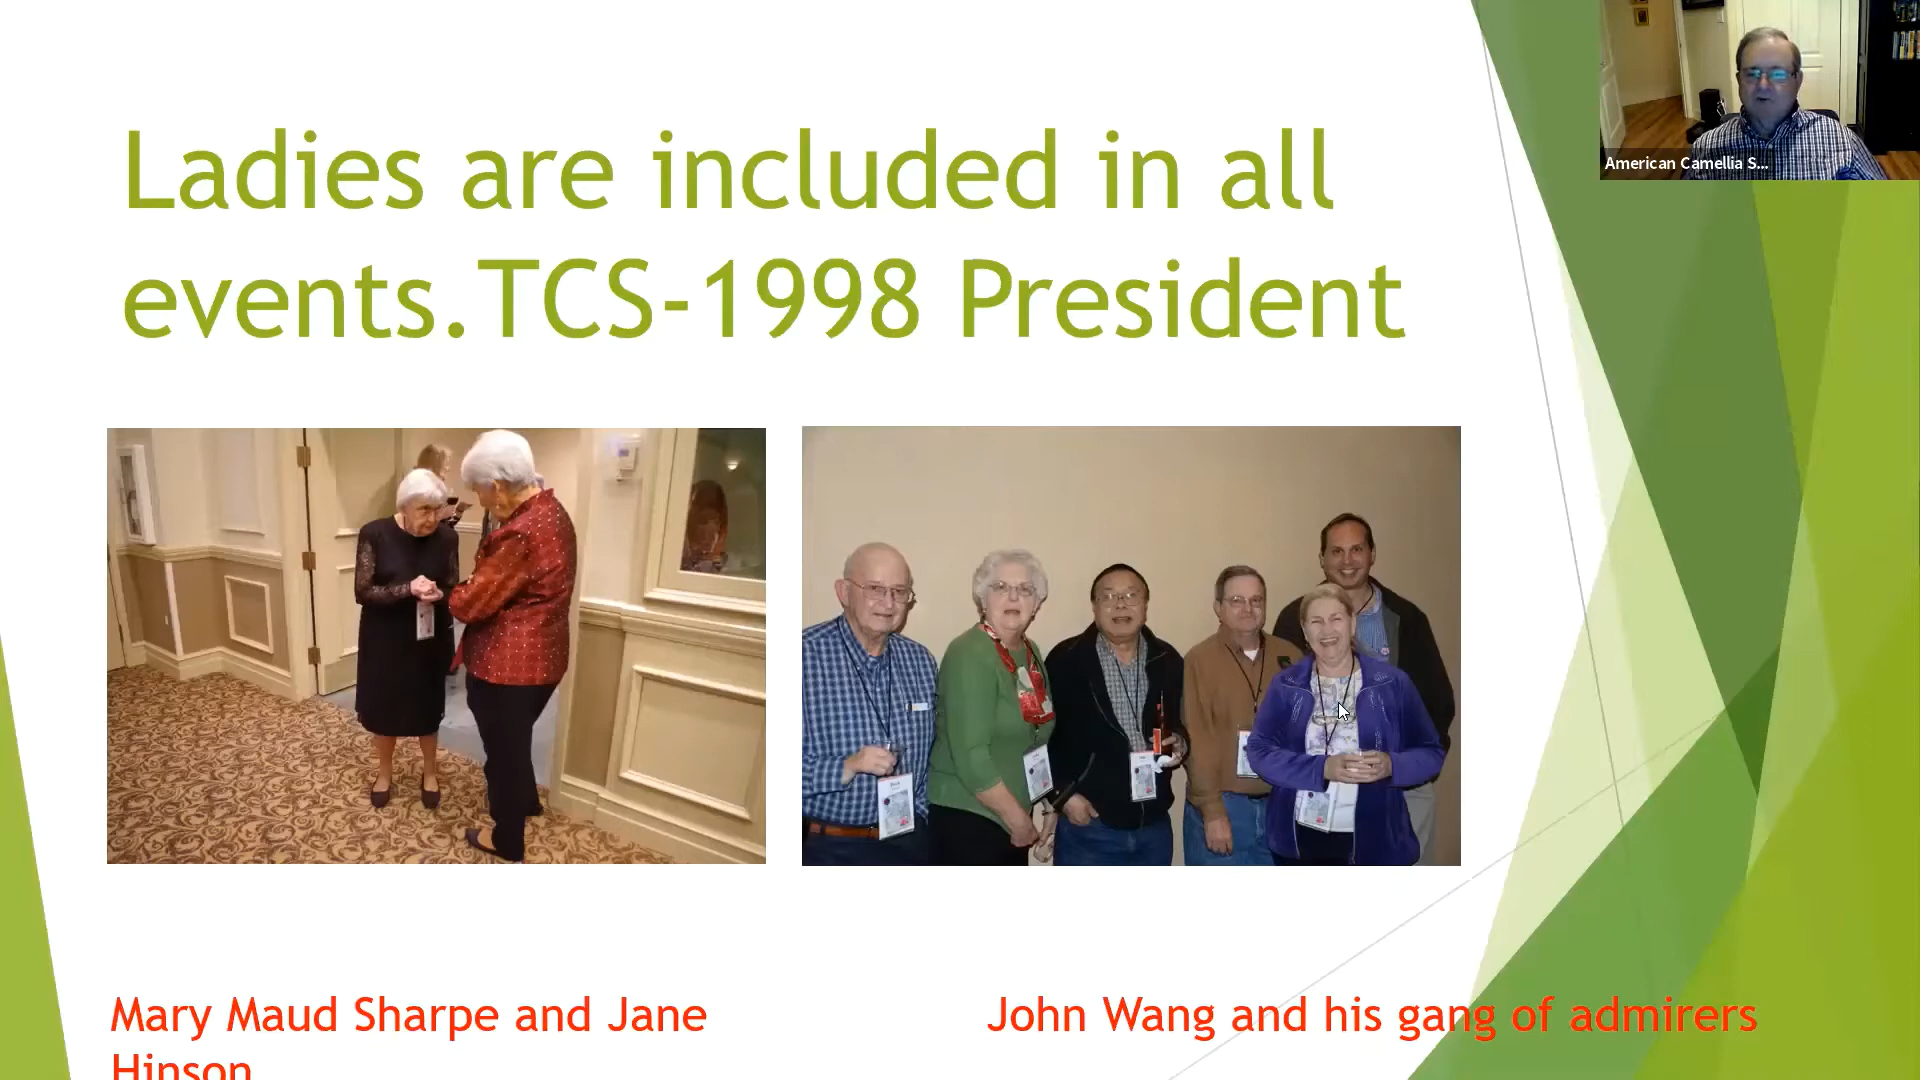 Ladies are included in all
events.TCS-1998 President
American Camellia S...
Mary Maud Sharpe and Jane
Hinson
John Wang and his gang of admirers